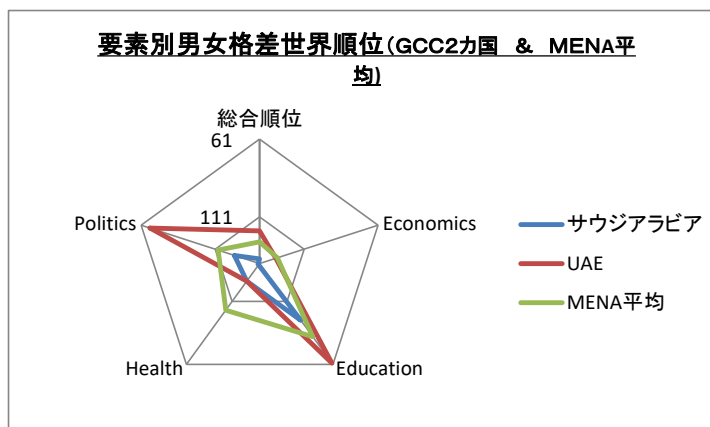 要素別男女格差世界順位(GCC2カ国 & MENA平
均)
総合順位
61
111
Politics
Economics
Health
Education
サウジアラビア
UAE
MENA平均